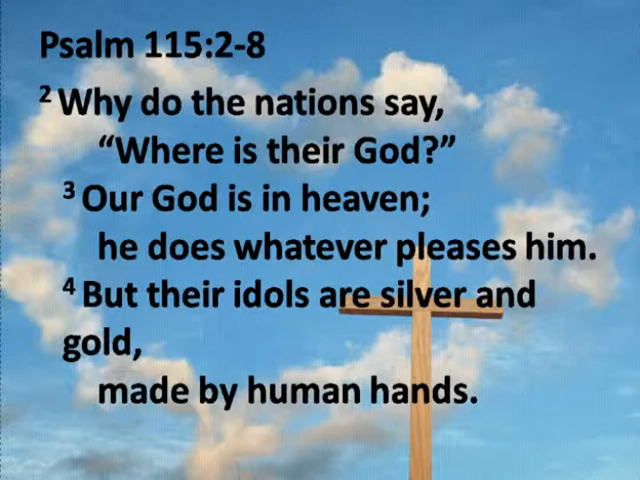 Psalm 115:2-8
2 Why do the nations say,
“Where is their God?”
3 Our God is in heaven;
he does whatever pleases him.
4 But their idols are silver and
gold,
made by human hands.